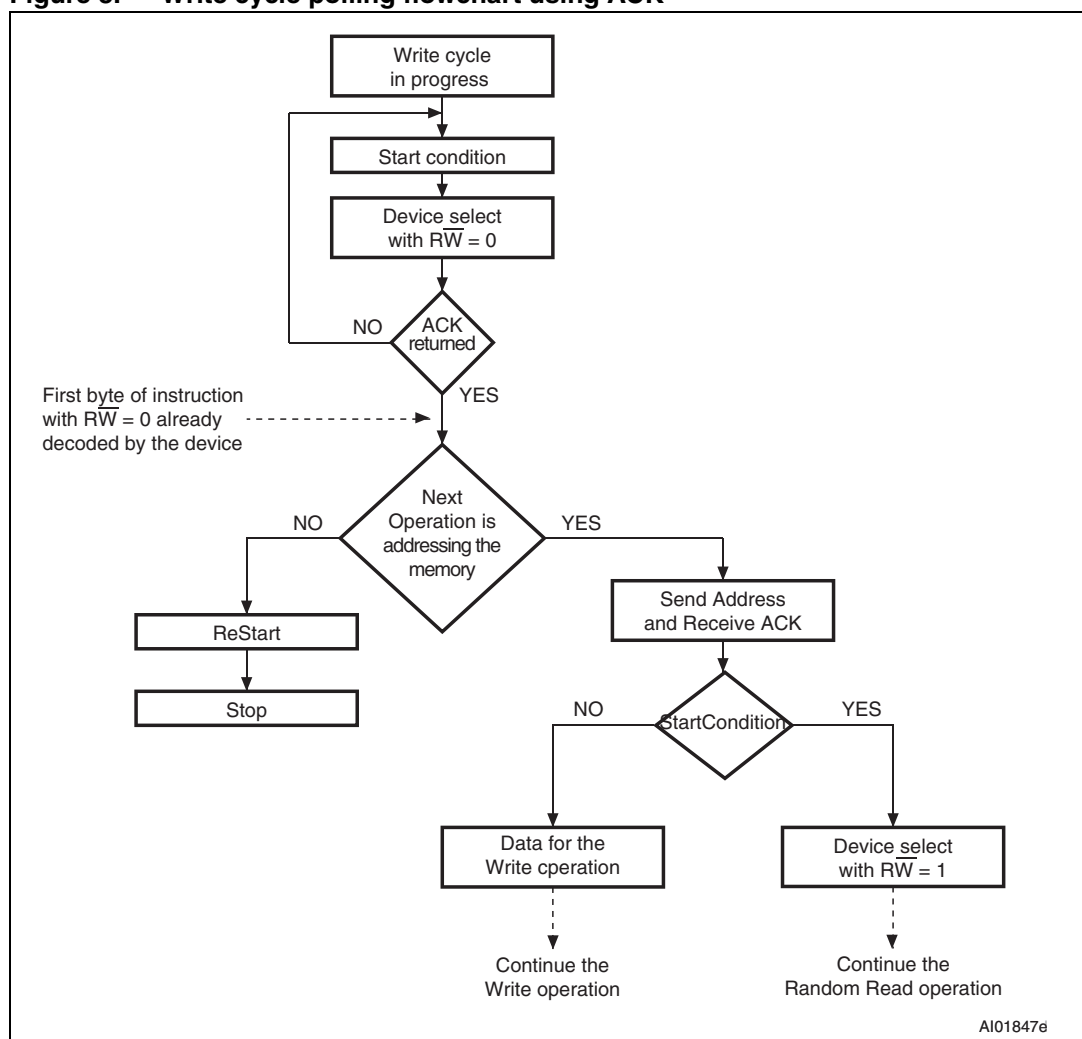 Write cycle
in progress
Start condition
Device select
with RW̅ = 0
NO
ACK
returned
YES
First byte of instruction
with RW̅ = 0 already
decoded by the device
Next
Operation is
addressing the
memory
NO
YES
Send Address
and Receive ACK
ReStart
Stop
StartCondition
NO
YES
Data for the
Write cperation
Device select
with RW̅ = 1
Continue the
Write operation
Continue the
Random Read operation
AI01847e